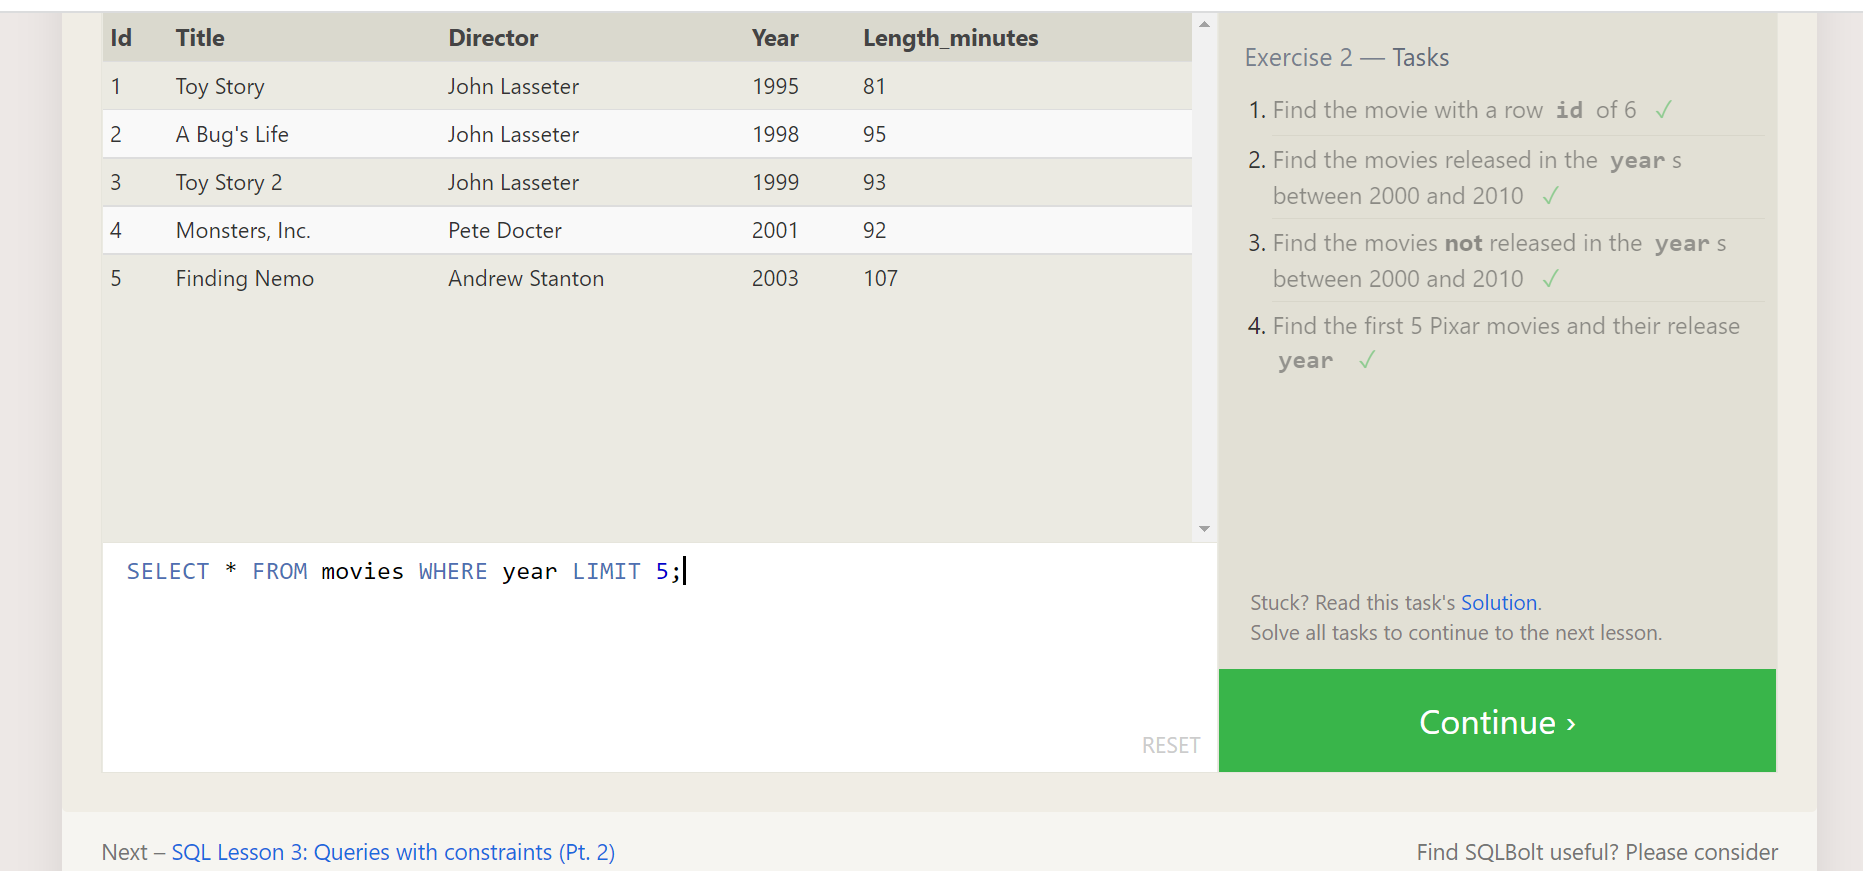 Id Title Director Year Length_minutes
1 Toy Story John Lasseter 1995 81
2 A Bug's Life John Lasseter 1998 95
3 Toy Story 2 John Lasseter 1999 93
4 Monsters, Inc. Pete Docter 2001 92
5 Finding Nemo Andrew Stanton 2003 107
SELECT * FROM movies WHERE year LIMIT 5;
RESET
Exercise 2 — Tasks
1. Find the movie with a row id of 6 ✓
2. Find the movies released in the year s
between 2000 and 2010 ✓
3. Find the movies not released in the year s
between 2000 and 2010 ✓
4. Find the first 5 Pixar movies and their release
year ✓
Stuck? Read this task's Solution.
Solve all tasks to continue to the next lesson.
Continue ›
Next – SQL Lesson 3: Queries with constraints (Pt. 2)
Find SQLBolt useful? Please consider